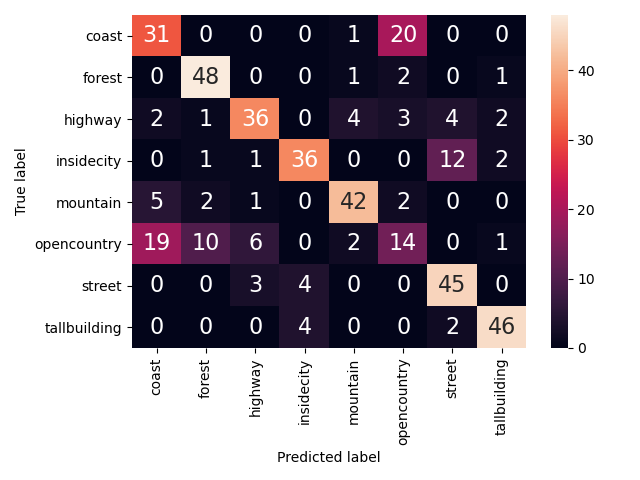 coast 31 0 0 0 1 20 0 0
forest 0 48 0 0 1 2 0 1
highway 2 1 36 0 4 3 4 2
insidecity 0 1 1 36 0 0 12 2
mountain 5 2 1 0 42 2 0 0
opencountry 19 10 6 0 2 14 0 1
street 0 0 3 4 0 0 45 0
tallbuilding 0 0 0 4 0 2 46
True label
coast
forest
highway
insidecity
mountain
opencountry
street
tallbuilding
Predicted label
40
30
20
10
0